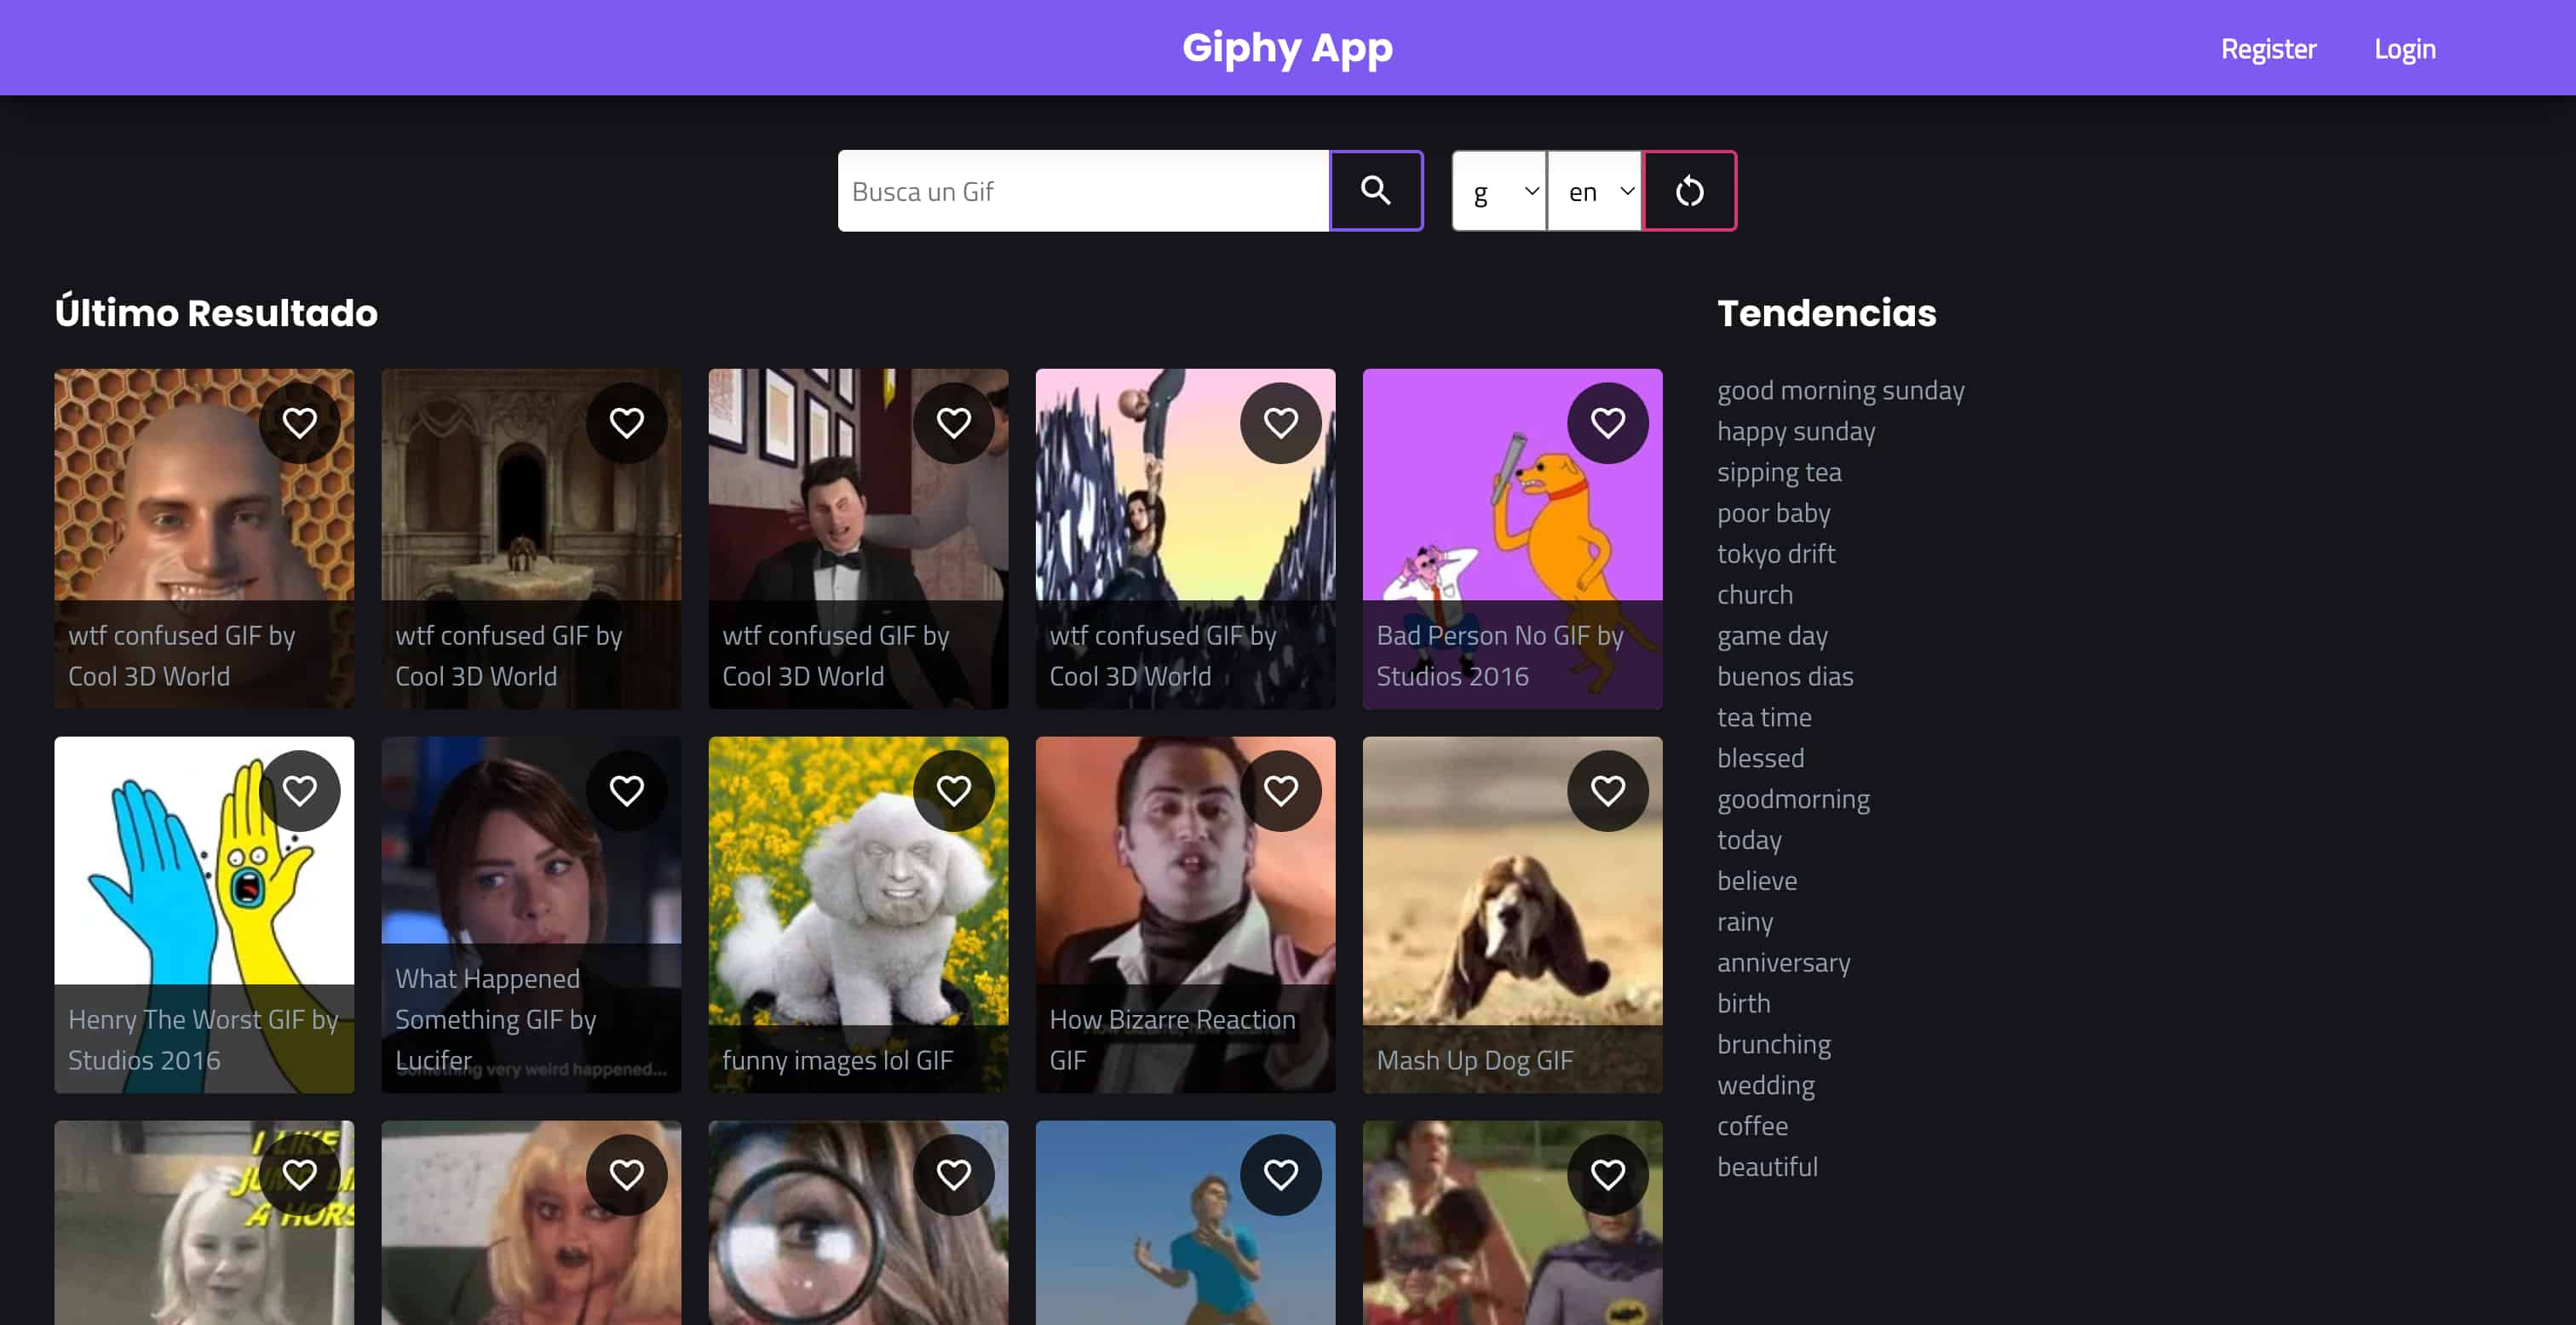 Giphy App
Register
Login
Busca un Gif
g
en
Último Resultado
Tendencias
wtf confused GIF by
Cool 3D World
wtf confused GIF by
Cool 3D World
wtf confused GIF by
Cool 3D World
wtf confused GIF by
Cool 3D World
Bad Person No GIF by
Studios 2016
Henry The Worst GIF by
Studios 2016
What Happened
Something GIF by
Lucifer
Something very weird happened...
funny images lol GIF
How Bizarre Reaction
GIF
Mash Up Dog GIF
I LIKE
A
good morning sunday
happy sunday
sipping tea
poor baby
tokyo drift
church
game day
buenos dias
tea time
blessed
goodmorning
today
believe
rainy
anniversary
birth
brunching
wedding
coffee
beautiful